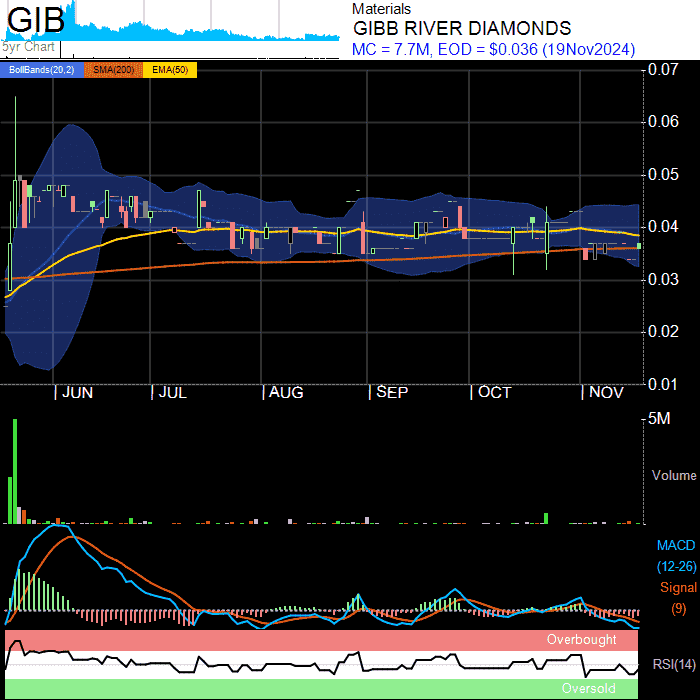 GIB
5yr Chart
Materials
GIBB RIVER DIAMONDS
MC = 7.7M, EOD = $0.036 (19Nov2024)
BollBands(20,2) SMA(200) EMA(50)
0.07
0.06
0.05
0.04
0.03
0.02
0.01
JUN JUL AUG SEP OCT NOV
5M
Volume
MACD
(12-26)
Signal
(9)
Overbought
RSI(14)
Oversold